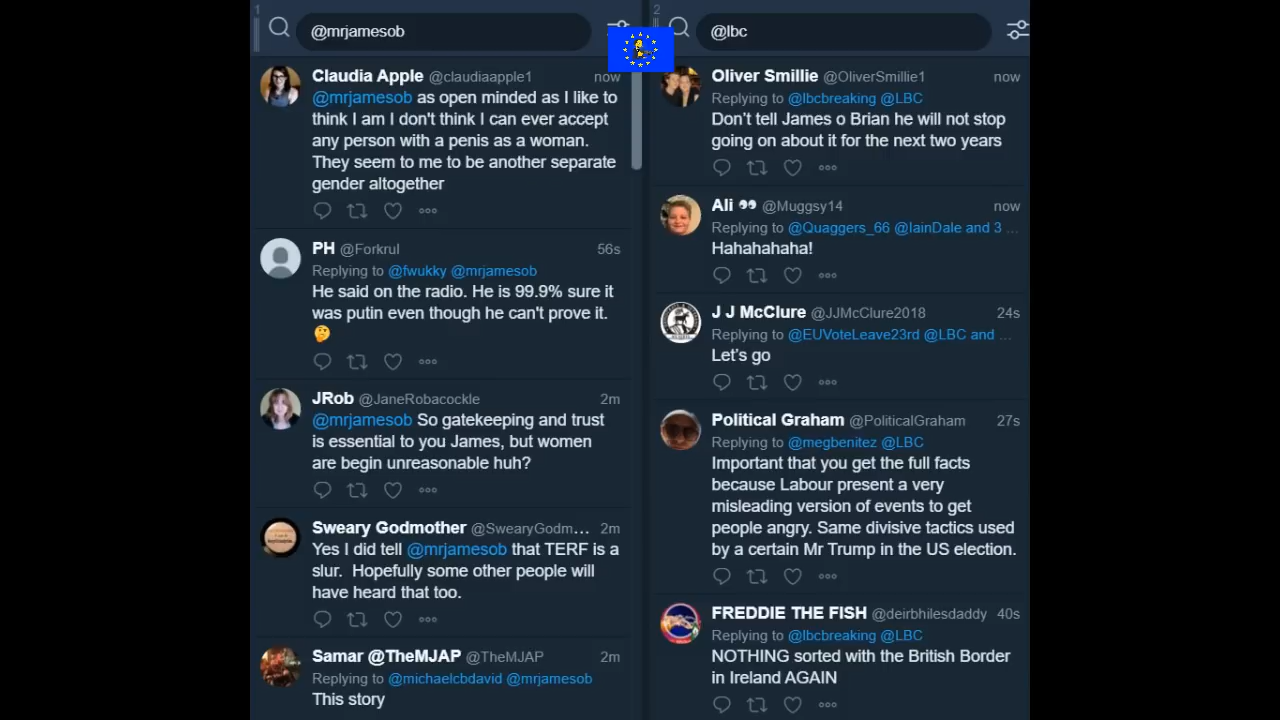 1
@mrjamesob
Claudia Apple @claudiaapple1 now
@mrjamesob as open minded as I like to
think I am I don't think I can ever accept
any person with a penis as a woman.
They seem to me to be another separate
gender altogether
PH @Forkrul 56s
Replying to @fwukky @mrjamesob
He said on the radio. He is 99.9% sure it
was putin even though he can't prove it.
🤔
JRob @JaneRobacockle 2m
@mrjamesob So gatekeeping and trust
is essential to you James, but women
are begin unreasonable huh?
Sweary Godmother @SwearyGodm... 2m
Yes I did tell @mrjamesob that TERF is a
slur.  Hopefully some other people will
have heard that too.
Samar @TheMJAP @TheMJAP 2m
Replying to @michaelcbdavid @mrjamesob
This story
2
@lbc
Oliver Smillie @OliverSmillie1 now
Replying to @lbcbreaking @LBC
Don't tell James o Brian he will not stop
going on about it for the next two years
Ali 👀 @Muggsy14 now
Replying to @Quaggers_66 @IainDale and 3 ...
Hahahahaha!
J J McClure @JJMcClure2018 24s
Replying to @EUVoteLeave23rd @LBC and ...
Let's go
Political Graham @PoliticalGraham 27s
Replying to @megbenitez @LBC
Important that you get the full facts
because Labour present a very
misleading version of events to get
people angry. Same divisive tactics used
by a certain Mr Trump in the US election.
FREDDIE THE FISH @deirbhilesdaddy 40s
Replying to @lbcbreaking @LBC
NOTHING sorted with the British Border
in Ireland AGAIN